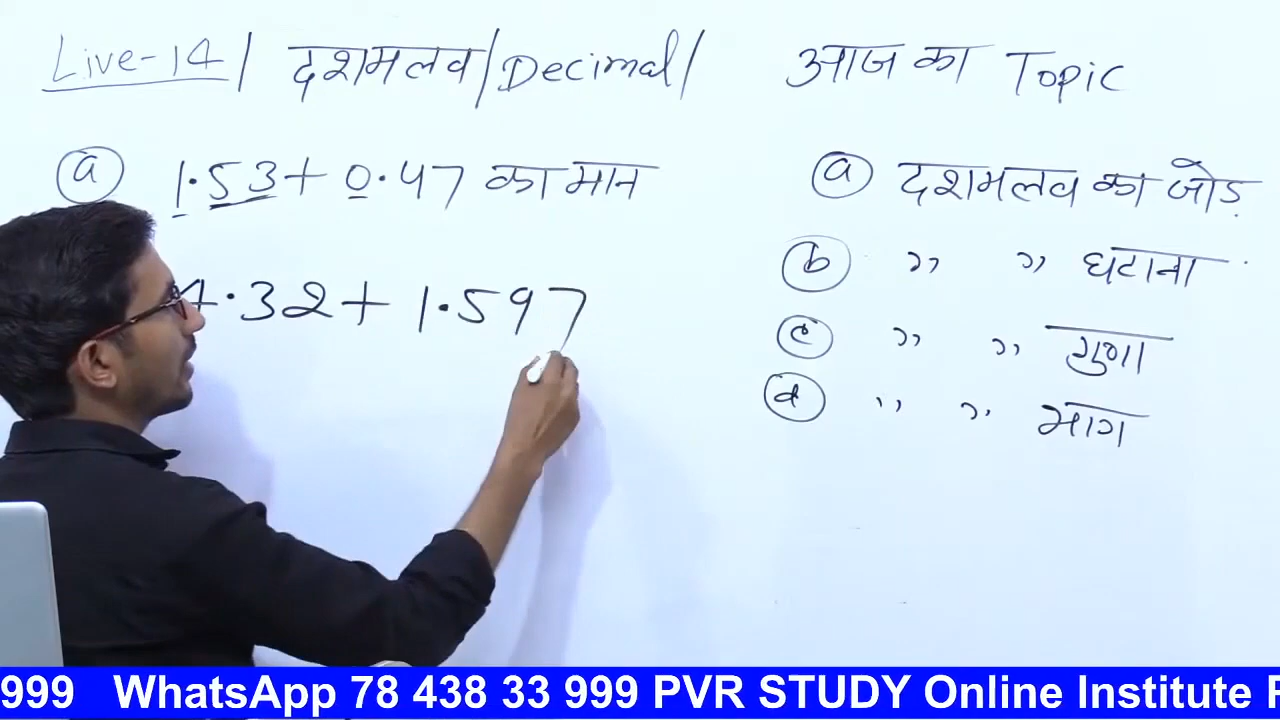 Live-14 / दशमलव / Decimal / आज का Topic
(a) 1.53 + 0.47 का मान
4.32 + 1.597
(a) दशमलव का जोड़
(b) ,, ,, घटाना
(c) ,, ,, गुणा
(d) ,, ,, भाग
999 WhatsApp 78 438 33 999 PVR STUDY Online Institute